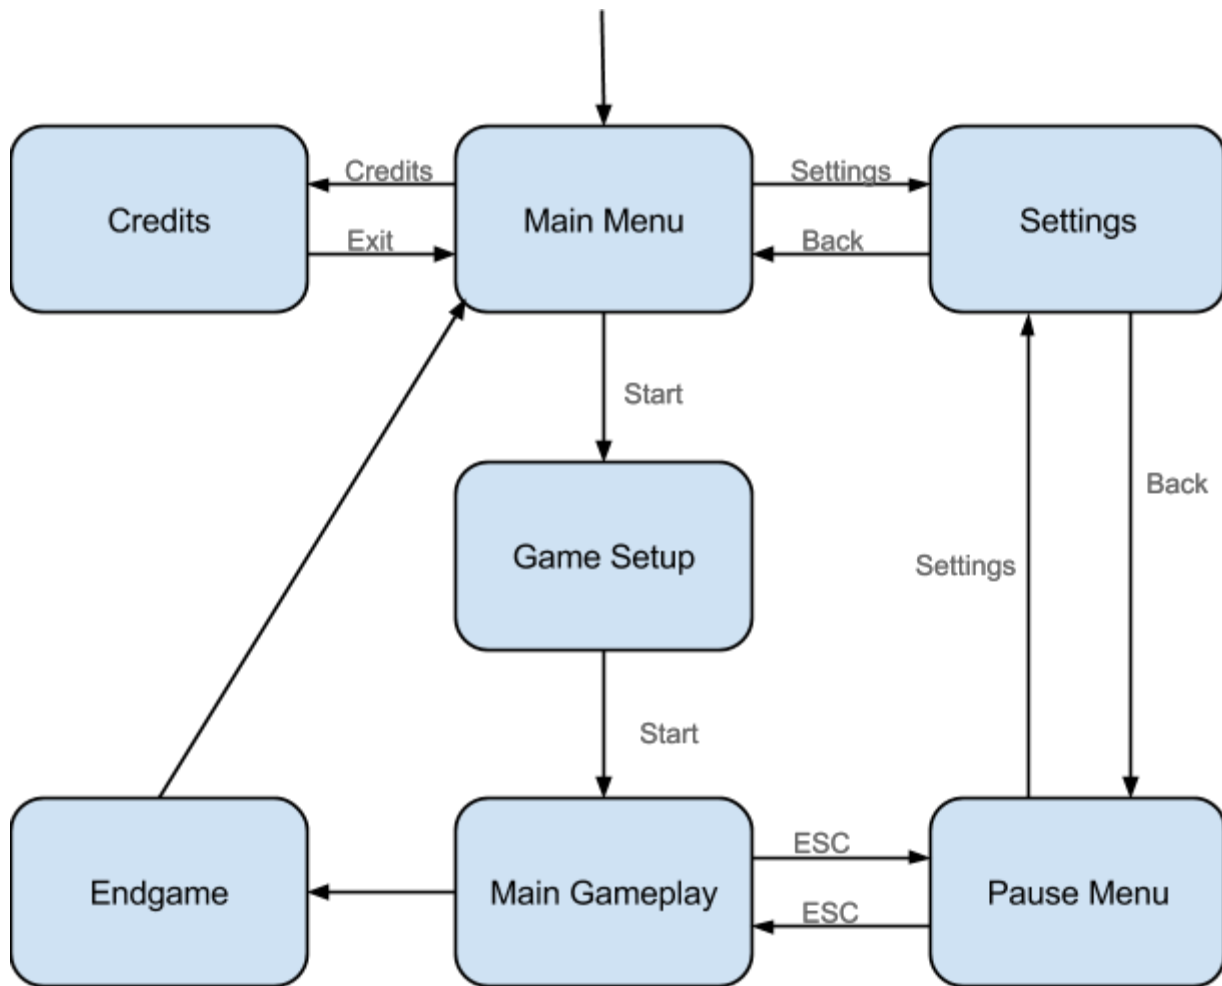 Credits
Settings
Credits
Main Menu
Settings
Exit
Back
Start
Back
Game Setup
Settings
Start
ESC
Endgame
Main Gameplay
Pause Menu
ESC